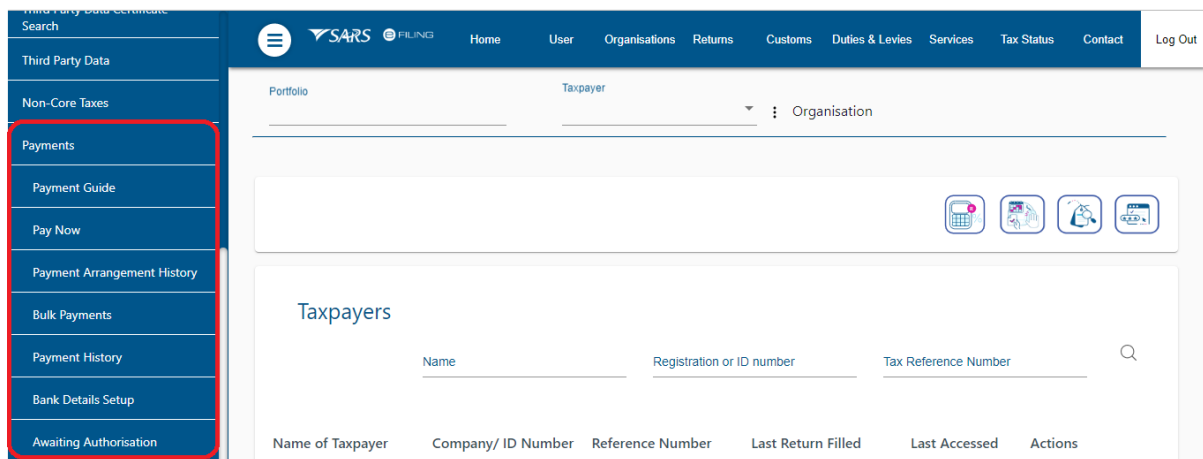 Third Party Data Certificate
Search
Third Party Data
Non-Core Taxes
Payments
Payment Guide
Pay Now
Payment Arrangement History
Bulk Payments
Payment History
Bank Details Setup
Awaiting Authorisation
SARS e FILING Home User Organisations Returns Customs Duties & Levies Services Tax Status Contact Log Out
Portfolio Taxpayer
Organisation
Taxpayers
Name Registration or ID number Tax Reference Number
Name of Taxpayer Company/ ID Number Reference Number Last Return Filled Last Accessed Actions